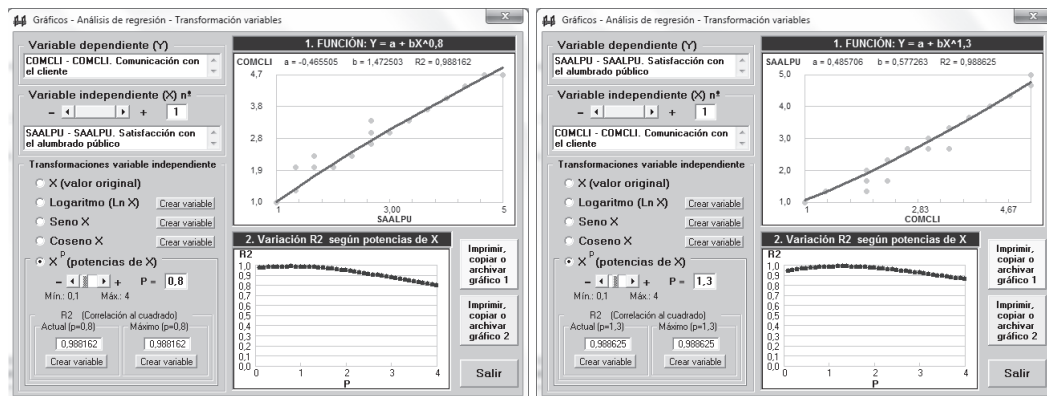 Gráficos - Análisis de regresión - Transformación variables
x
Variable dependiente (Y)
COMCLI - COMCLI. Comunicación con
el cliente
Variable independiente (X) nº
- + 1
SAALPU - SAALPU. Satisfacción con
el alumbrado público
Transformaciones variable independiente
X (valor original)
Logaritmo (Ln X) Crear variable
Seno X Crear variable
Coseno X Crear variable
X p (potencias de X)
- + P = 0,8
Mín.: 0,1 Máx.: 4
R2 (Correlación al cuadrado)
Actual (p=0,8) Máximo (p=0,8)
0,988162 0,988162
Crear variable Crear variable
1. FUNCIÓN: Y = a + bX^0,8
COMCLI a = -0,465505 b = 1,472503 R2 = 0,988162
4,7
3,8
2,8
1,9
1,0
1 3,00 5
SAALPU
2. Variación R2 según potencias de X
R2
1,0
0,9
0,8
0,7
0,6
0,5
0,4
0,3
0,2
0,1
0,0
0 1 2 3 4
P
Imprimir,
copiar o
archivar
gráfico 1
Imprimir,
copiar o
archivar
gráfico 2
Salir
Gráficos - Análisis de regresión - Transformación variables
x
Variable dependiente (Y)
SAALPU - SAALPU. Satisfacción con
el alumbrado público
Variable independiente (X) nº
- + 1
COMCLI - COMCLI. Comunicación con
el cliente
Transformaciones variable independiente
X (valor original)
Logaritmo (Ln X) Crear variable
Seno X Crear variable
Coseno X Crear variable
X p (potencias de X)
- + P = 1,3
Mín.: 0,1 Máx.: 4
R2 (Correlación al cuadrado)
Actual (p=1,3) Máximo (p=1,3)
0,988625 0,988625
Crear variable Crear variable
1. FUNCIÓN: Y = a + bX^1,3
SAALPU a = 0,485706 b = 0,577263 R2 = 0,988625
5,0
4,0
3,0
2,0
1,0
1 2,83 4,67
COMCLI
2. Variación R2 según potencias de X
R2
1,0
0,9
0,8
0,7
0,6
0,5
0,4
0,3
0,2
0,1
0,0
0 1 2 3 4
P
Imprimir,
copiar o
archivar
gráfico 1
Imprimir,
copiar o
archivar
gráfico 2
Salir